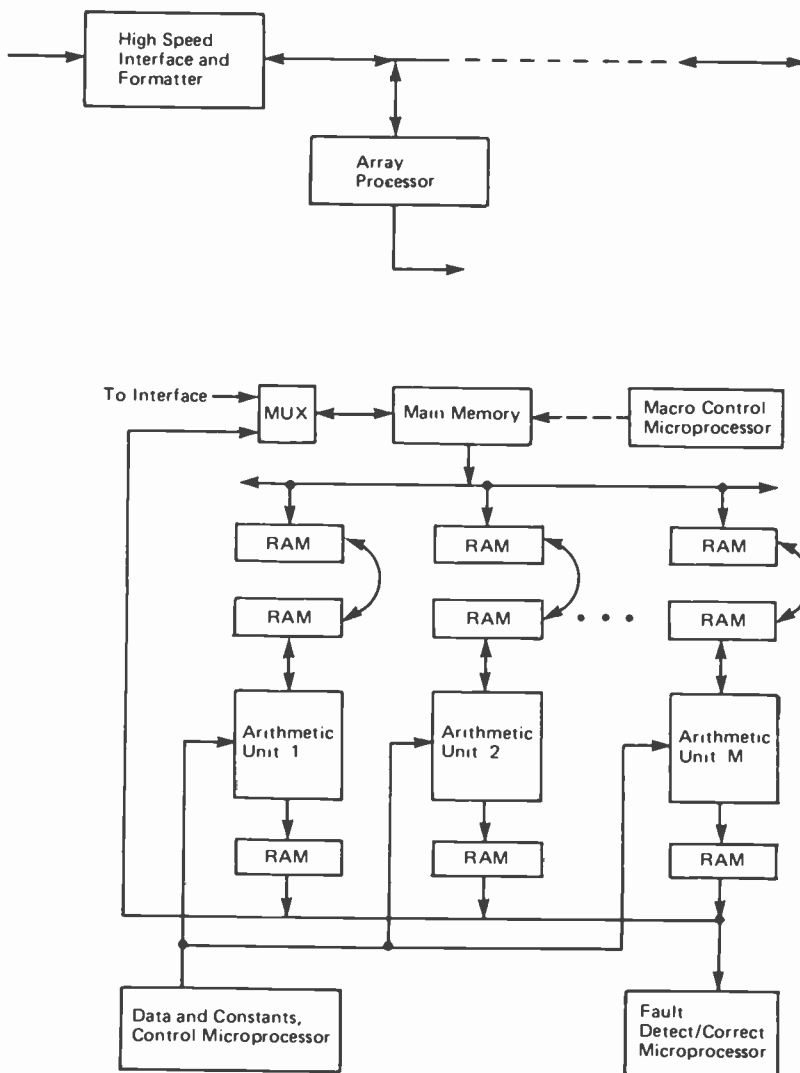 High Speed
Interface and
Formatter
Array
Processor
To Interface
MUX
Main Memory
Macro Control
Microprocessor
RAM
RAM
RAM
RAM
RAM
RAM
Arithmetic
Unit 1
Arithmetic
Unit 2
Arithmetic
Unit M
RAM
RAM
RAM
Data and Constants,
Control Microprocessor
Fault
Detect/Correct
Microprocessor